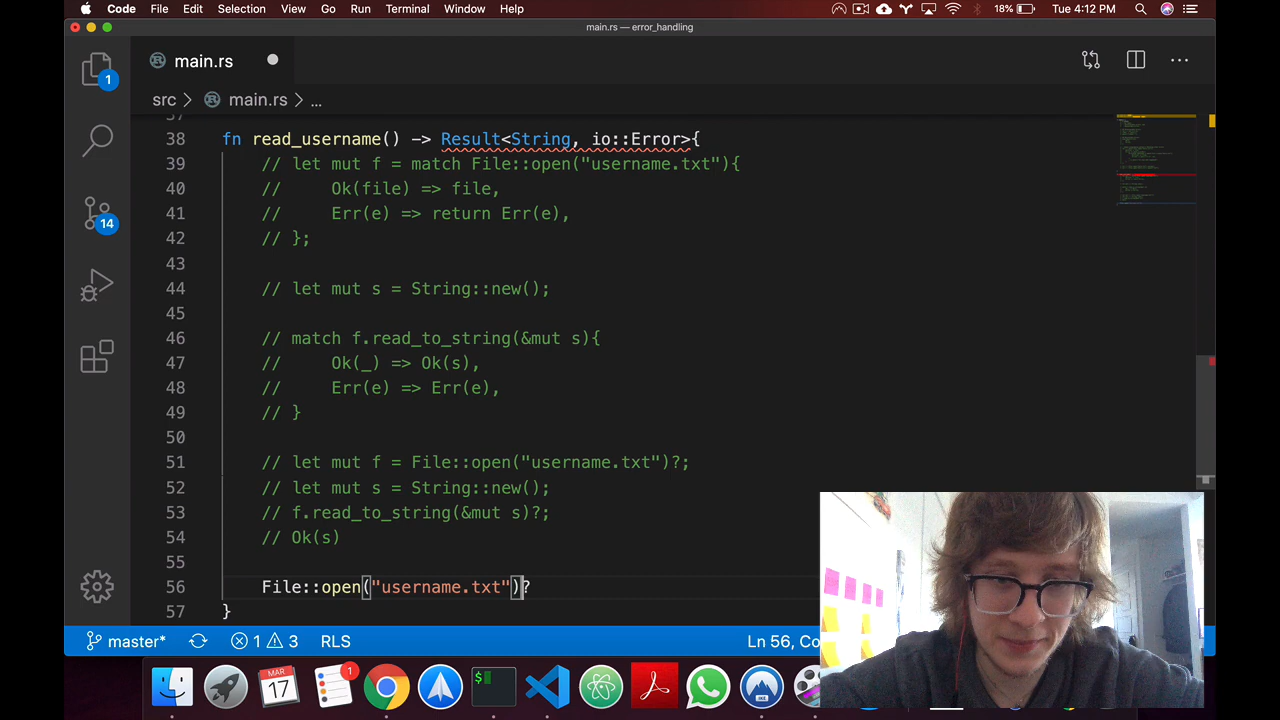 Code File Edit Selection View Go Run Terminal Window Help 18% Tue 4:12 PM
main.rs — error_handling
main.rs
1
src > main.rs > ...
37
38 fn read_username() -> Result<String, io::Error>{
39 // let mut f = match File::open("username.txt"){
40 // Ok(file) => file,
41 // Err(e) => return Err(e),
42 // };
14
43
44 // let mut s = String::new();
45
46 // match f.read_to_string(&mut s){
47 // Ok(_) => Ok(s),
48 // Err(e) => Err(e),
49 // }
50
51 // let mut f = File::open("username.txt")?;
52 // let mut s = String::new();
53 // f.read_to_string(&mut s)?;
54 // Ok(s)
55
56 File::open("username.txt")?
57 }
master* 1 3 RLS Ln 56, Co
MAR
17
1
$